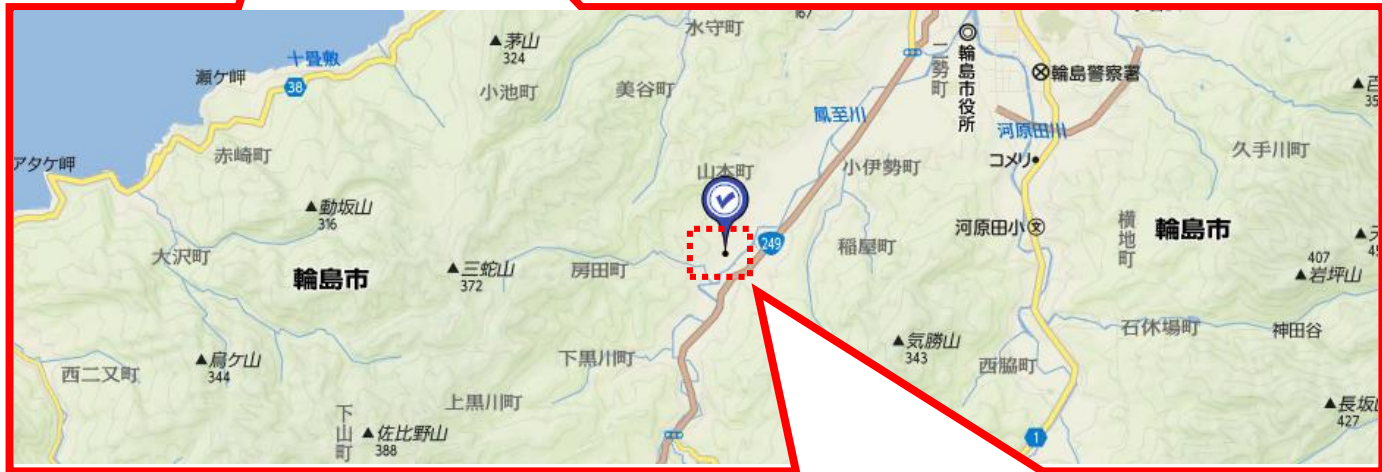 水守町
167
▲茅山
324
十畳敷
瀬ケ岬
38
小池町
美谷町
二勢町
輪島市役所
輪島警察署
鳳至川
河原田川
久手川町
コメリ
アタケ岬
赤崎町
山本町
小伊勢町
▲動坂山
316
河原田小
文
横地町
輪島市
大沢町
249
稲屋町
輪島市
▲三蛇山
372
房田町
407
▲岩坪山
石休場町
神田谷
▲気勝山
343
西脇町
下黒川町
▲烏ケ山
344
西二又町
上黒川町
下山町
▲佐比野山
388
1
427